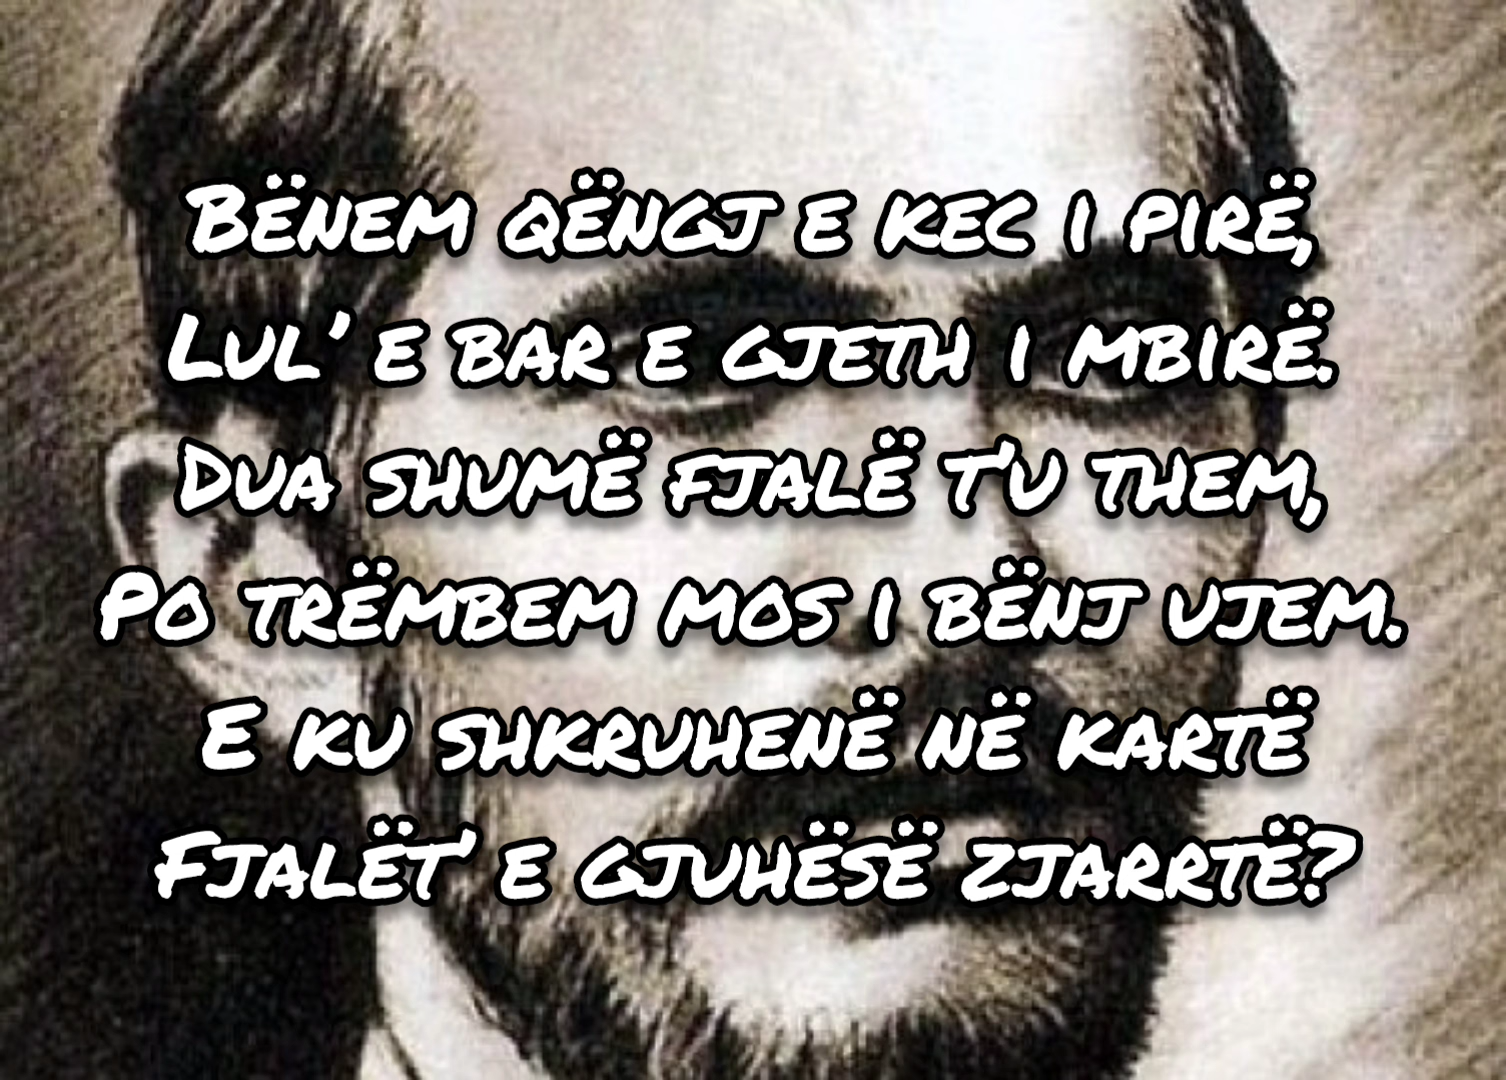 Bënem qëngj e kec i pirë,
Lul' e bar e gjeth i mbirë.
Dua shumë fjalë t'u them,
Po trëmbem mos i bënj ujem.
E ku shkruhenë në kartë
Fjalët' e gjuhësë zjarrtë?